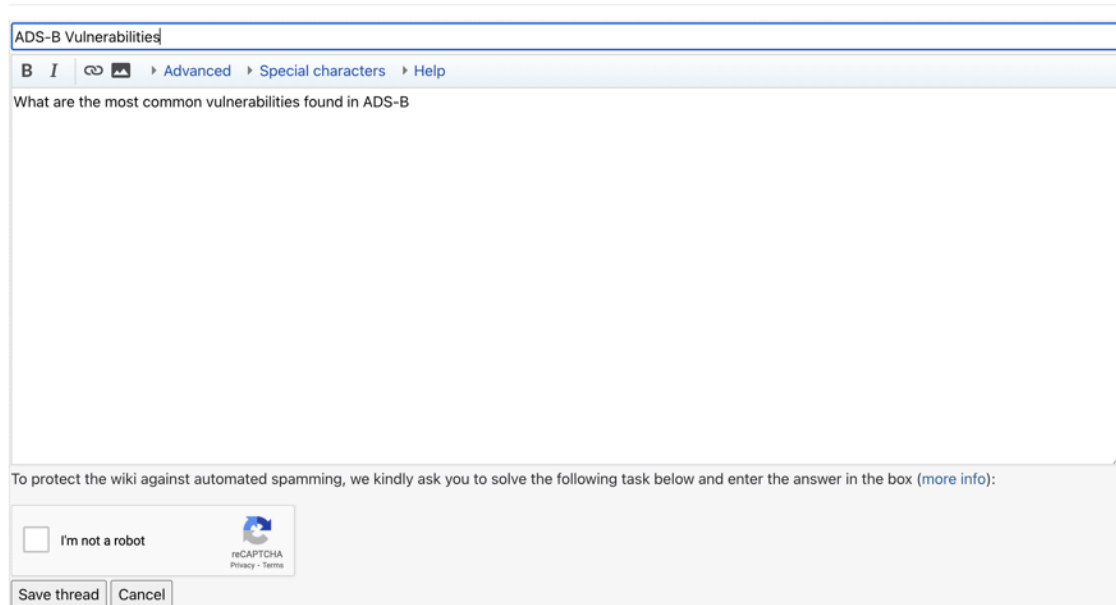 ADS-B Vulnerabilities
B I Advanced Special characters Help
What are the most common vulnerabilities found in ADS-B
To protect the wiki against automated spamming, we kindly ask you to solve the following task below and enter the answer in the box (more info):
I'm not a robot
reCAPTCHA
Privacy - Terms
Save thread Cancel